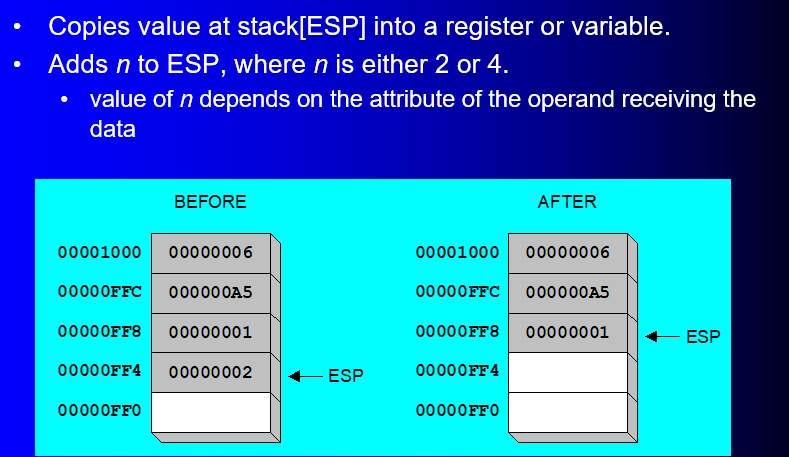 • Copies value at stack[ESP] into a register or variable.
• Adds n to ESP, where n is either 2 or 4.
• value of n depends on the attribute of the operand receiving the
data
BEFORE AFTER
00001000 00000006 00001000 00000006
00000FFC 000000A5 00000FFC 000000A5
00000FF8 00000001 00000FF8 00000001 ESP
00000FF4 00000002 ESP 00000FF4
00000FF0 00000FF0